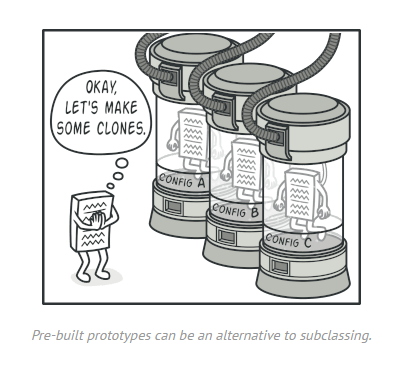 OKAY,
LET'S MAKE
SOME CLONES.
CONFIG A
CONFIG B
CONFIG C
Pre-built prototypes can be an alternative to subclassing.